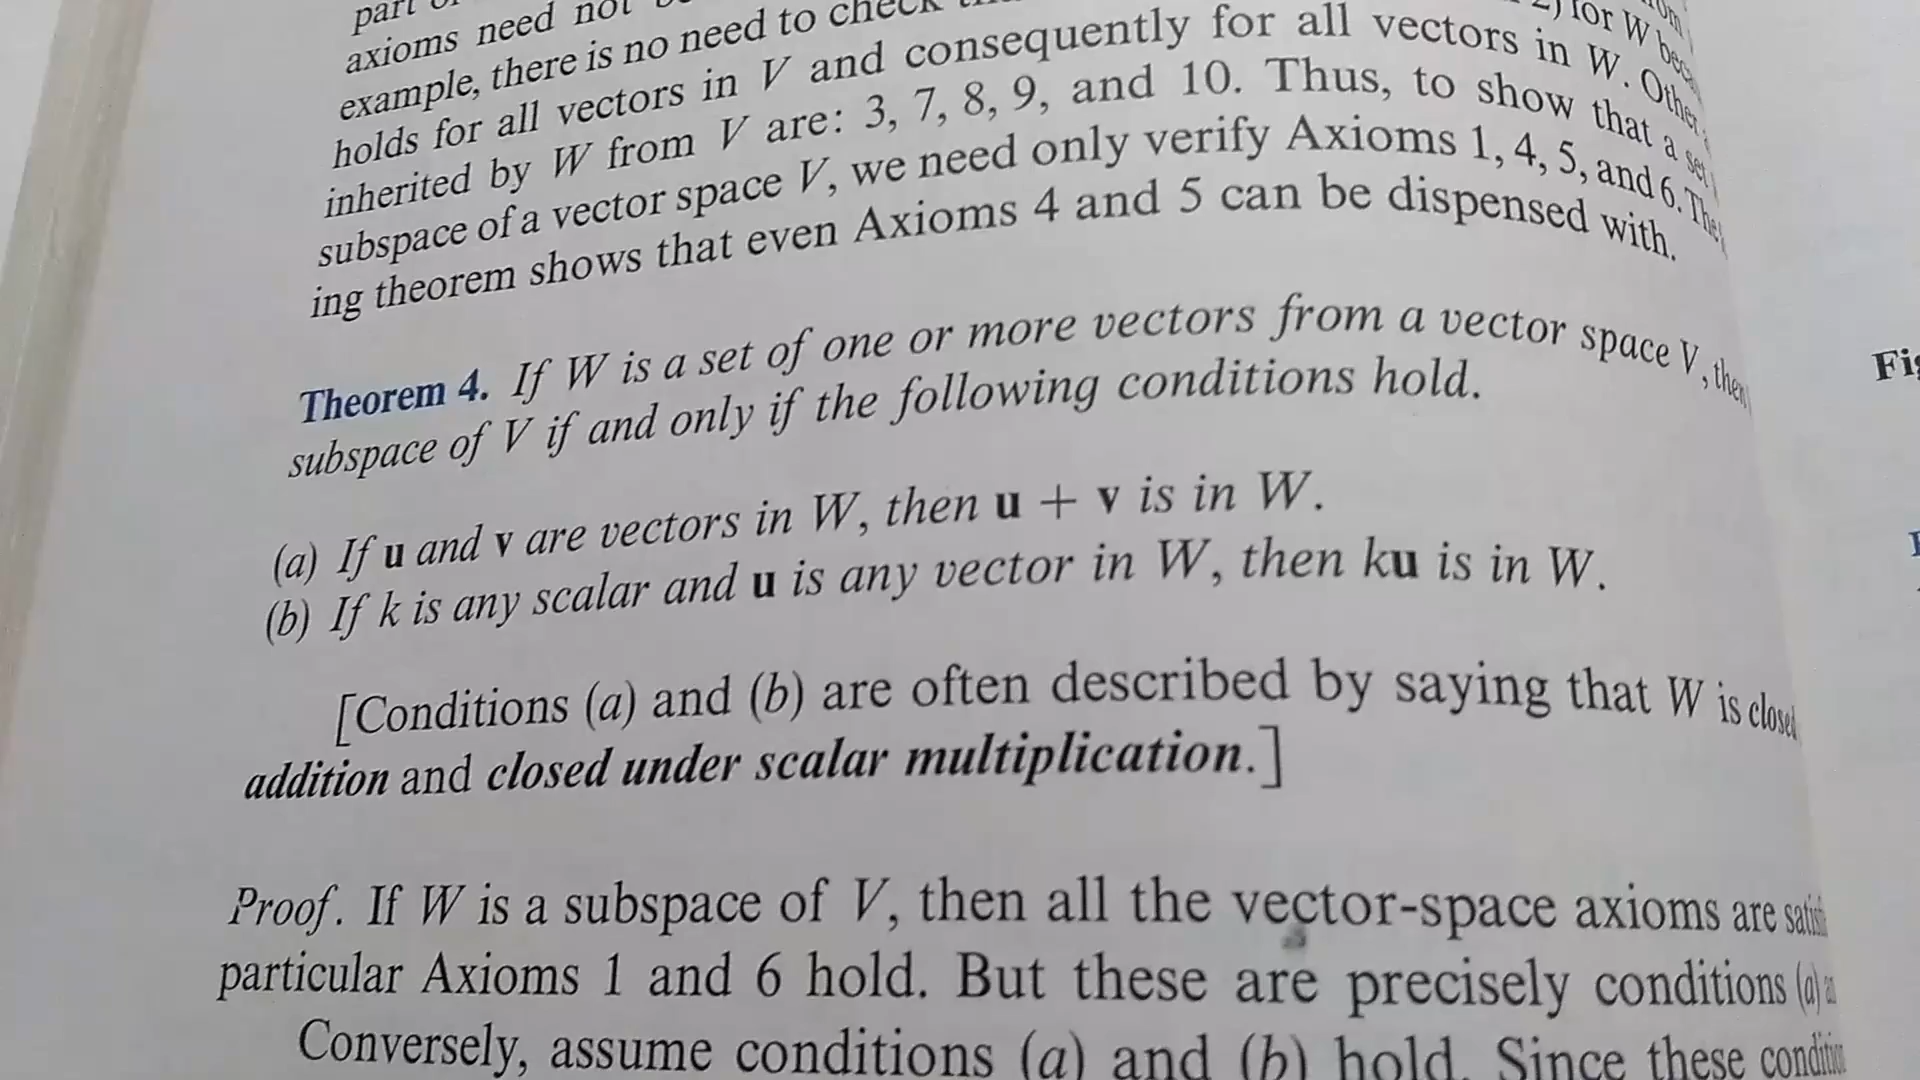 part
axioms need not
example, there is no need to check
holds for all vectors in V and consequently for all vectors in W. Other
inherited by W from V are: 3, 7, 8, 9, and 10. Thus, to show that a set
subspace of a vector space V, we need only verify Axioms 1, 4, 5, and 6.
ing theorem shows that even Axioms 4 and 5 can be dispensed with.
Theorem 4. If W is a set of one or more vectors from a vector space V, then
subspace of V if and only if the following conditions hold.
(a) If u and v are vectors in W, then u + v is in W.
(b) If k is any scalar and u is any vector in W, then ku is in W.
[Conditions (a) and (b) are often described by saying that W is closed
addition and closed under scalar multiplication.]
Proof. If W is a subspace of V, then all the vector-space axioms are
particular Axioms 1 and 6 hold. But these are precisely conditions (a)
Conversely, assume conditions (a) and (b) hold. Since these
for W